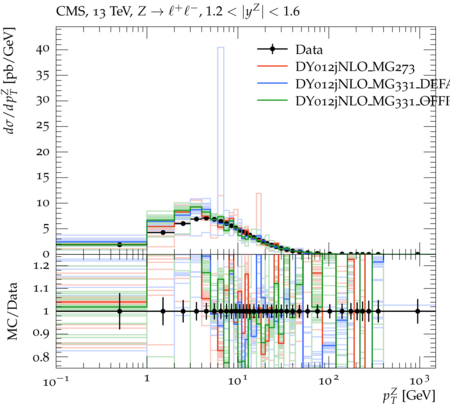 CMS, 13 TeV, Z → ℓ⁺ℓ⁻, 1.2 < |y^Z| < 1.6
dσ/dp_T^Z [pb/GeV]
40
35
30
25
20
15
10
5
0
Data
DY012jNLO_MG273
DY012jNLO_MG331_DEFA
DY012jNLO_MG331_OFFI
MC/Data
1.2
1.1
1
0.9
0.8
10⁻¹ 1 10¹ 10² 10³
p_T^Z [GeV]